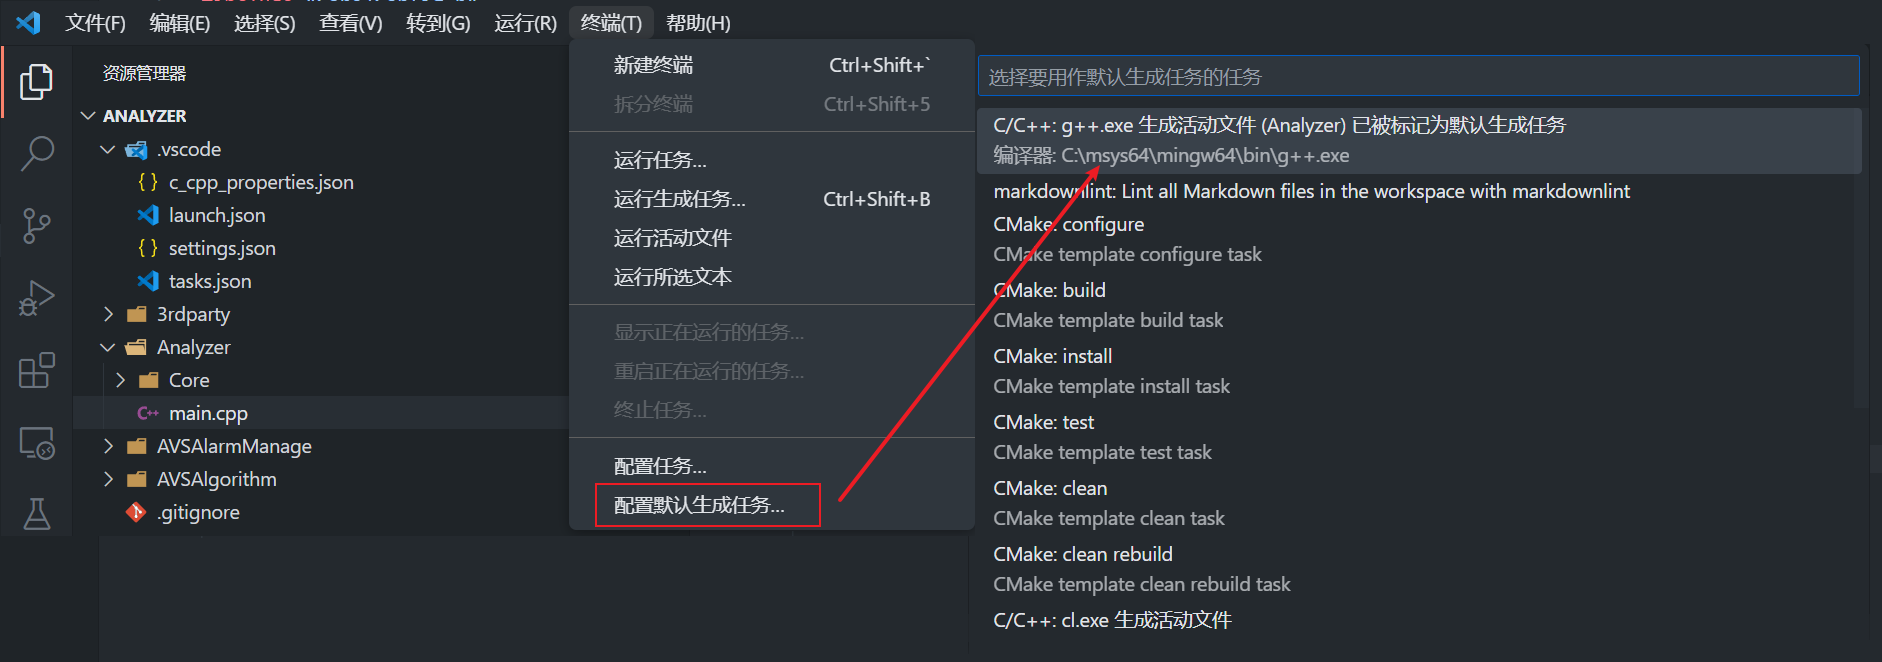 文件(F) 编辑(E) 选择(S) 查看(V) 转到(G) 运行(R) 终端(T) 帮助(H)
资源管理器
ANALYZER
.vscode
{} c_cpp_properties.json
launch.json
{} settings.json
tasks.json
3rdparty
Analyzer
Core
C++ main.cpp
AVSAlarmManage
AVSAlgorithm
.gitignore
新建终端 Ctrl+Shift+`
拆分终端 Ctrl+Shift+5
运行任务...
运行生成任务... Ctrl+Shift+B
运行活动文件
运行所选文本
显示正在运行的任务...
重启正在运行的任务...
终止任务...
配置任务...
配置默认生成任务...
选择要用作默认生成任务的任务
C/C++: g++.exe 生成活动文件 (Analyzer) 已被标记为默认生成任务
编译器: C:\msys64\mingw64\bin\g++.exe
markdownlint: Lint all Markdown files in the workspace with markdownlint
CMake: configure
CMake template configure task
CMake: build
CMake template build task
CMake: install
CMake template install task
CMake: test
CMake template test task
CMake: clean
CMake template clean task
CMake: clean rebuild
CMake template clean rebuild task
C/C++: cl.exe 生成活动文件